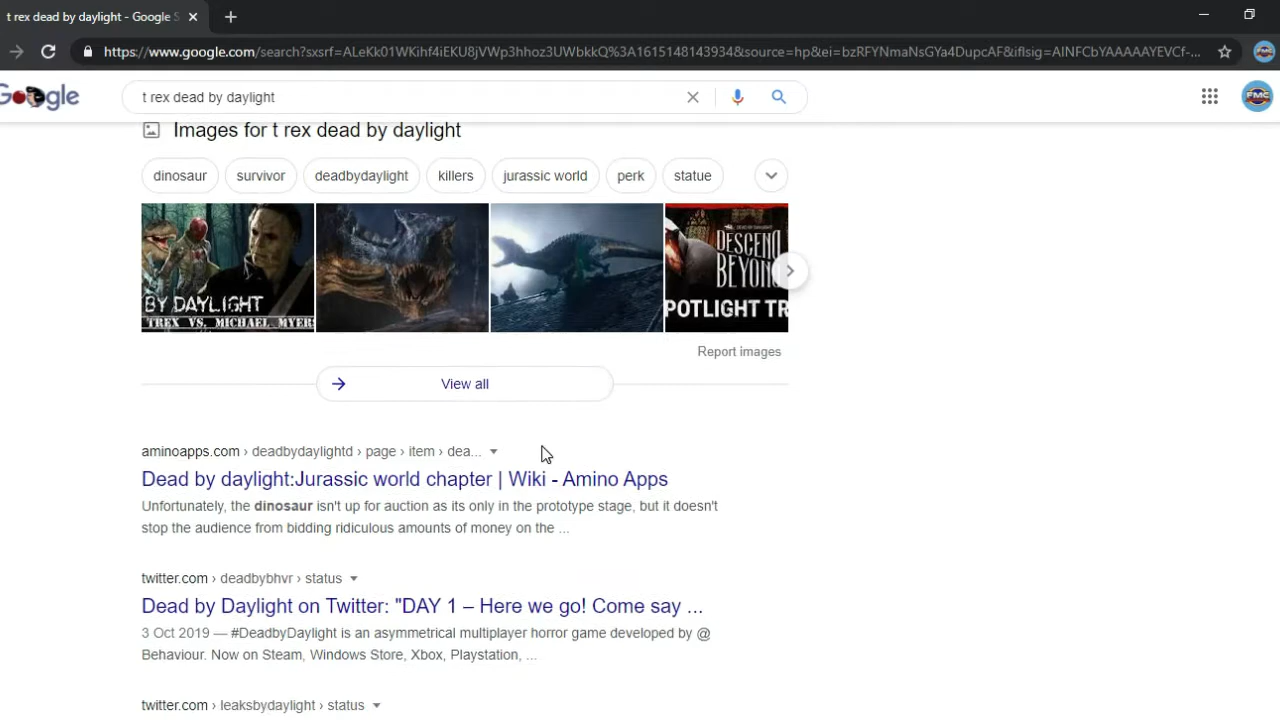 t rex dead by daylight - Google S
https://www.google.com/search?sxsrf=ALeKk01WKihf4iEKU8jVWp3hhoz3UWbkkQ%3A1615148143934&source=hp&ei=bzRFYNmaNsGYa4DupcAF&iflsig=AINFCbYAAAAAYEVCf-...
Google
t rex dead by daylight
FMC
Images for t rex dead by daylight
dinosaur
survivor
deadbydaylight
killers
jurassic world
perk
statue
BY DAYLIGHT
TREX VS. MICHAEL MYERS
DESCEND
BEYOND
POTLIGHT TR
Report images
View all
aminoapps.com › deadbydaylightd › page › item › dea...
Dead by daylight:Jurassic world chapter | Wiki - Amino Apps
Unfortunately, the dinosaur isn't up for auction as its only in the prototype stage, but it doesn't
stop the audience from bidding ridiculous amounts of money on the ...
twitter.com › deadbybhvr › status
Dead by Daylight on Twitter: "DAY 1 – Here we go! Come say ...
3 Oct 2019 — #DeadbyDaylight is an asymmetrical multiplayer horror game developed by @
Behaviour. Now on Steam, Windows Store, Xbox, Playstation, ...
twitter.com › leaksbydaylight › status